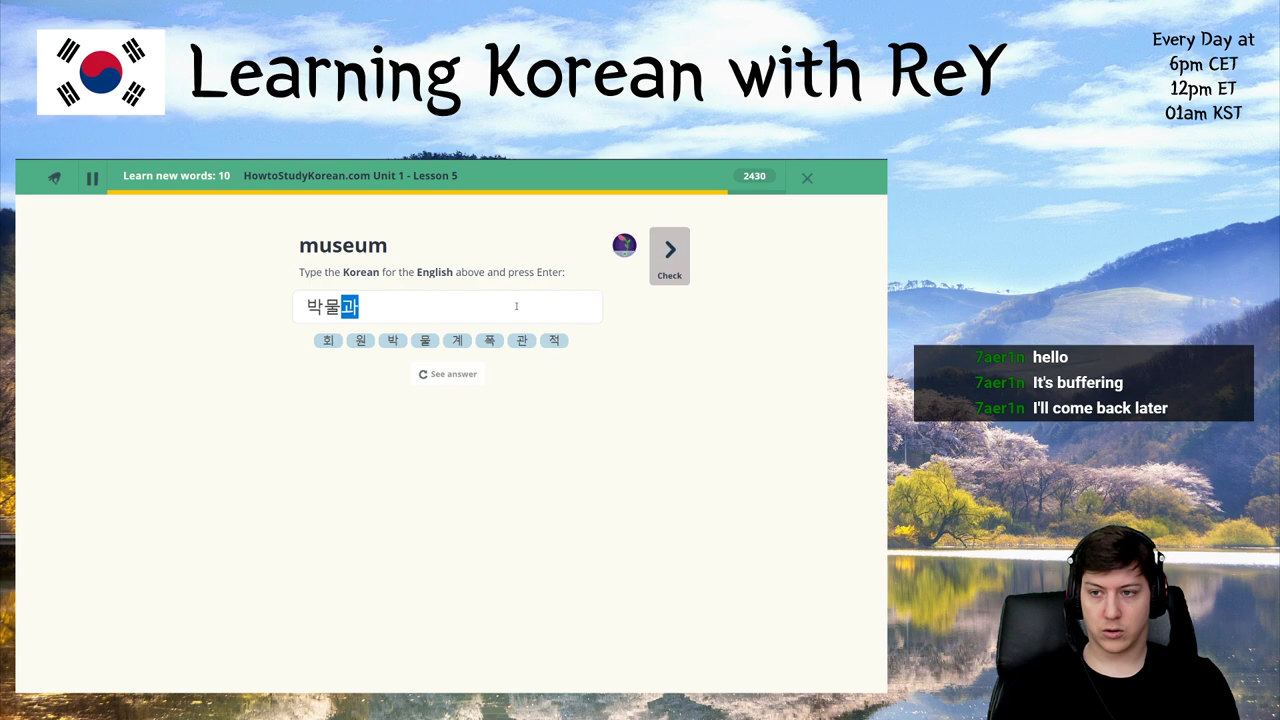 Learning Korean with ReY
Every Day at
6pm CET
12pm ET
01am KST
Learn new words: 10 HowtoStudyKorean.com Unit 1 - Lesson 5
2430
museum
Type the Korean for the English above and press Enter:
Check
박물과
회 원 박 물 계 폭 관 적
See answer
7aer1n hello
7aer1n It's buffering
7aer1n I'll come back later